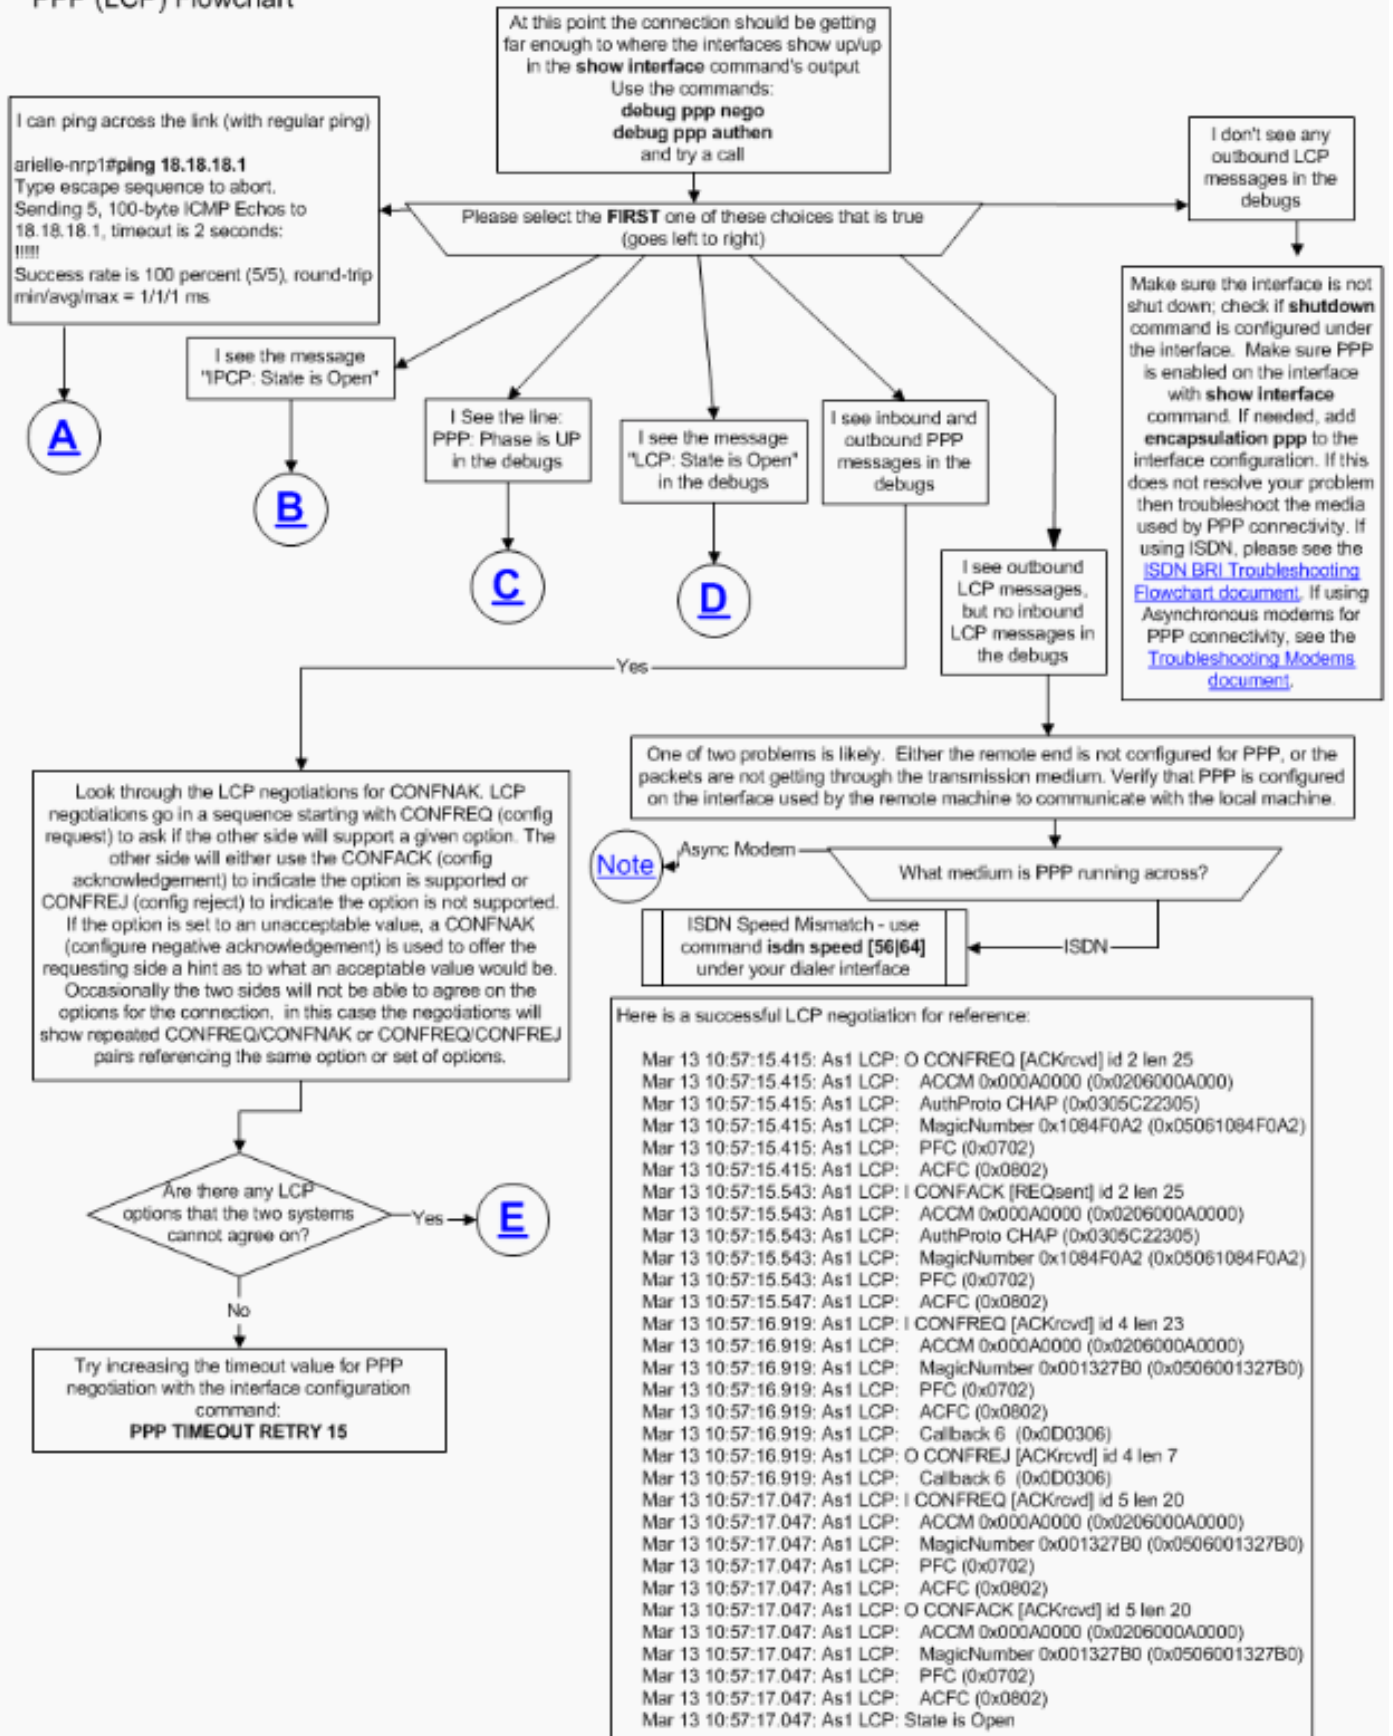 PPP (LCP) Flowchart
At this point the connection should be getting
far enough to where the interfaces show up/up
in the show interface command's output
Use the commands:
debug ppp nego
debug ppp authen
and try a call
I can ping across the link (with regular ping)
arielle-nrp1#ping 18.18.18.1
Type escape sequence to abort.
Sending 5, 100-byte ICMP Echos to
18.18.18.1, timeout is 2 seconds:
!!!!!
Success rate is 100 percent (5/5), round-trip
min/avg/max = 1/1/1 ms
Please select the FIRST one of these choices that is true
(goes left to right)
I don't see any
outbound LCP
messages in the
debugs
A
I see the message
"IPCP: State is Open"
B
I See the line:
PPP: Phase is UP
in the debugs
C
I see the message
"LCP: State is Open"
in the debugs
D
I see inbound and
outbound PPP
messages in the
debugs
I see outbound
LCP messages,
but no inbound
LCP messages in
the debugs
Make sure the interface is not
shut down; check if shutdown
command is configured under
the interface. Make sure PPP
is enabled on the interface
with show interface
command. If needed, add
encapsulation ppp to the
interface configuration. If this
does not resolve your problem
then troubleshoot the media
used by PPP connectivity. If
using ISDN, please see the
ISDN BRI Troubleshooting
Flowchart document. If using
Asynchronous modems for
PPP connectivity, see the
Troubleshooting Modems
document.
Yes
One of two problems is likely. Either the remote end is not configured for PPP, or the
packets are not getting through the transmission medium. Verify that PPP is configured
on the interface used by the remote machine to communicate with the local machine.
Look through the LCP negotiations for CONFNAK. LCP
negotiations go in a sequence starting with CONFREQ (config
request) to ask if the other side will support a given option. The
other side will either use the CONFACK (config
acknowledgement) to indicate the option is supported or
CONFREJ (config reject) to indicate the option is not supported.
If the option is set to an unacceptable value, a CONFNAK
(configure negative acknowledgement) is used to offer the
requesting side a hint as to what an acceptable value would be.
Occasionally the two sides will not be able to agree on the
options for the connection. in this case the negotiations will
show repeated CONFREQ/CONFNAK or CONFREQ/CONFREJ
pairs referencing the same option or set of options.
Note
Async Modem
What medium is PPP running across?
ISDN
ISDN Speed Mismatch - use
command isdn speed [56|64]
under your dialer interface
Are there any LCP
options that the two systems
cannot agree on?
Yes
E
No
Try increasing the timeout value for PPP
negotiation with the interface configuration
command:
PPP TIMEOUT RETRY 15
Here is a successful LCP negotiation for reference:
Mar 13 10:57:15.415: As1 LCP: O CONFREQ [ACKrcvd] id 2 len 25
Mar 13 10:57:15.415: As1 LCP: ACCM 0x000A0000 (0x0206000A000)
Mar 13 10:57:15.415: As1 LCP: AuthProto CHAP (0x0305C22305)
Mar 13 10:57:15.415: As1 LCP: MagicNumber 0x1084F0A2 (0x05061084F0A2)
Mar 13 10:57:15.415: As1 LCP: PFC (0x0702)
Mar 13 10:57:15.415: As1 LCP: ACFC (0x0802)
Mar 13 10:57:15.543: As1 LCP: I CONFACK [REQsent] id 2 len 25
Mar 13 10:57:15.543: As1 LCP: ACCM 0x000A0000 (0x0206000A0000)
Mar 13 10:57:15.543: As1 LCP: AuthProto CHAP (0x0305C22305)
Mar 13 10:57:15.543: As1 LCP: MagicNumber 0x1084F0A2 (0x05061084F0A2)
Mar 13 10:57:15.543: As1 LCP: PFC (0x0702)
Mar 13 10:57:15.547: As1 LCP: ACFC (0x0802)
Mar 13 10:57:16.919: As1 LCP: I CONFREQ [ACKrcvd] id 4 len 23
Mar 13 10:57:16.919: As1 LCP: ACCM 0x000A0000 (0x0206000A0000)
Mar 13 10:57:16.919: As1 LCP: MagicNumber 0x001327B0 (0x0506001327B0)
Mar 13 10:57:16.919: As1 LCP: PFC (0x0702)
Mar 13 10:57:16.919: As1 LCP: ACFC (0x0802)
Mar 13 10:57:16.919: As1 LCP: Callback 6 (0x0D0306)
Mar 13 10:57:16.919: As1 LCP: O CONFREJ [ACKrcvd] id 4 len 7
Mar 13 10:57:16.919: As1 LCP: Callback 6 (0x0D0306)
Mar 13 10:57:17.047: As1 LCP: I CONFREQ [ACKrcvd] id 5 len 20
Mar 13 10:57:17.047: As1 LCP: ACCM 0x000A0000 (0x0206000A0000)
Mar 13 10:57:17.047: As1 LCP: MagicNumber 0x001327B0 (0x0506001327B0)
Mar 13 10:57:17.047: As1 LCP: PFC (0x0702)
Mar 13 10:57:17.047: As1 LCP: ACFC (0x0802)
Mar 13 10:57:17.047: As1 LCP: O CONFACK [ACKrcvd] id 5 len 20
Mar 13 10:57:17.047: As1 LCP: ACCM 0x000A0000 (0x0206000A0000)
Mar 13 10:57:17.047: As1 LCP: MagicNumber 0x001327B0 (0x0506001327B0)
Mar 13 10:57:17.047: As1 LCP: PFC (0x0702)
Mar 13 10:57:17.047: As1 LCP: ACFC (0x0802)
Mar 13 10:57:17.047: As1 LCP: State is Open